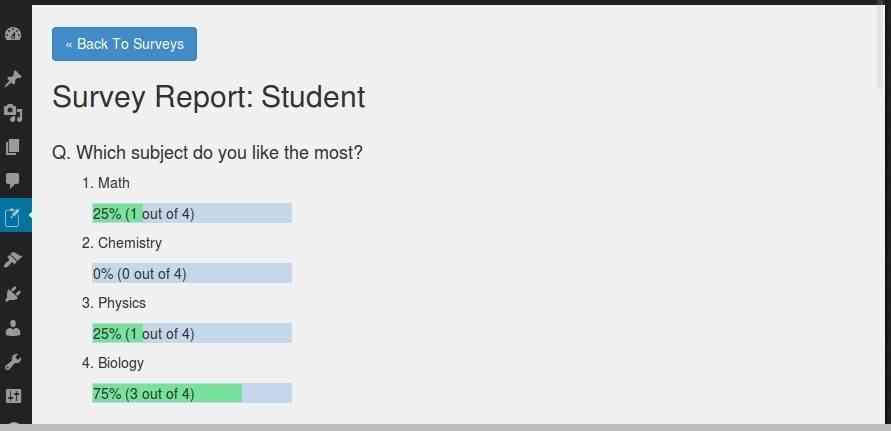 « Back To Surveys
Survey Report: Student
Q. Which subject do you like the most?
1. Math
25% (1 out of 4)
2. Chemistry
0% (0 out of 4)
3. Physics
25% (1 out of 4)
4. Biology
75% (3 out of 4)